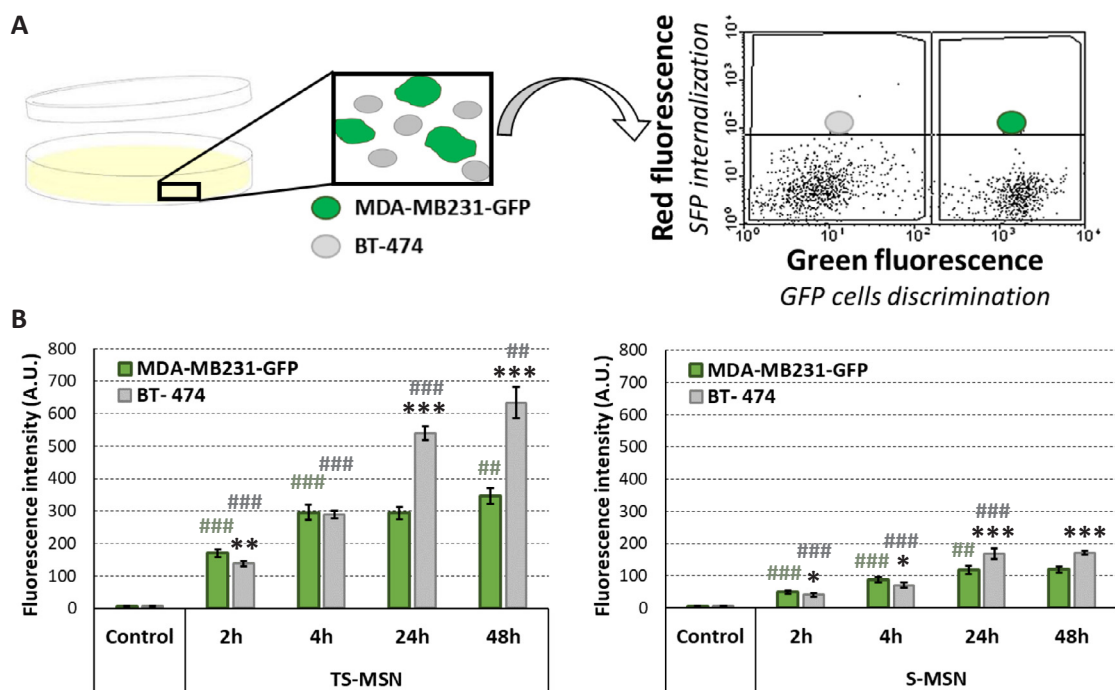 A
MDA-MB231-GFP
BT-474
Red fluorescence
SFP internalization
10⁴
10³
10²
10¹
10⁰
10⁰ 10¹ 10² 10³ 10⁴
Green fluorescence
GFP cells discrimination
B
Fluorescence intensity (A.U.)
800
700
600
500
400
300
200
100
0
MDA-MB231-GFP
BT- 474
###
###
**
###
###
###
***
##
##
***
Control 2h 4h 24h 48h
TS-MSN
Fluorescence intensity (A.U.)
800
700
600
500
400
300
200
100
0
MDA-MB231-GFP
BT- 474
###
###
*
###
###
*
##
###
***
***
Control 2h 4h 24h 48h
S-MSN